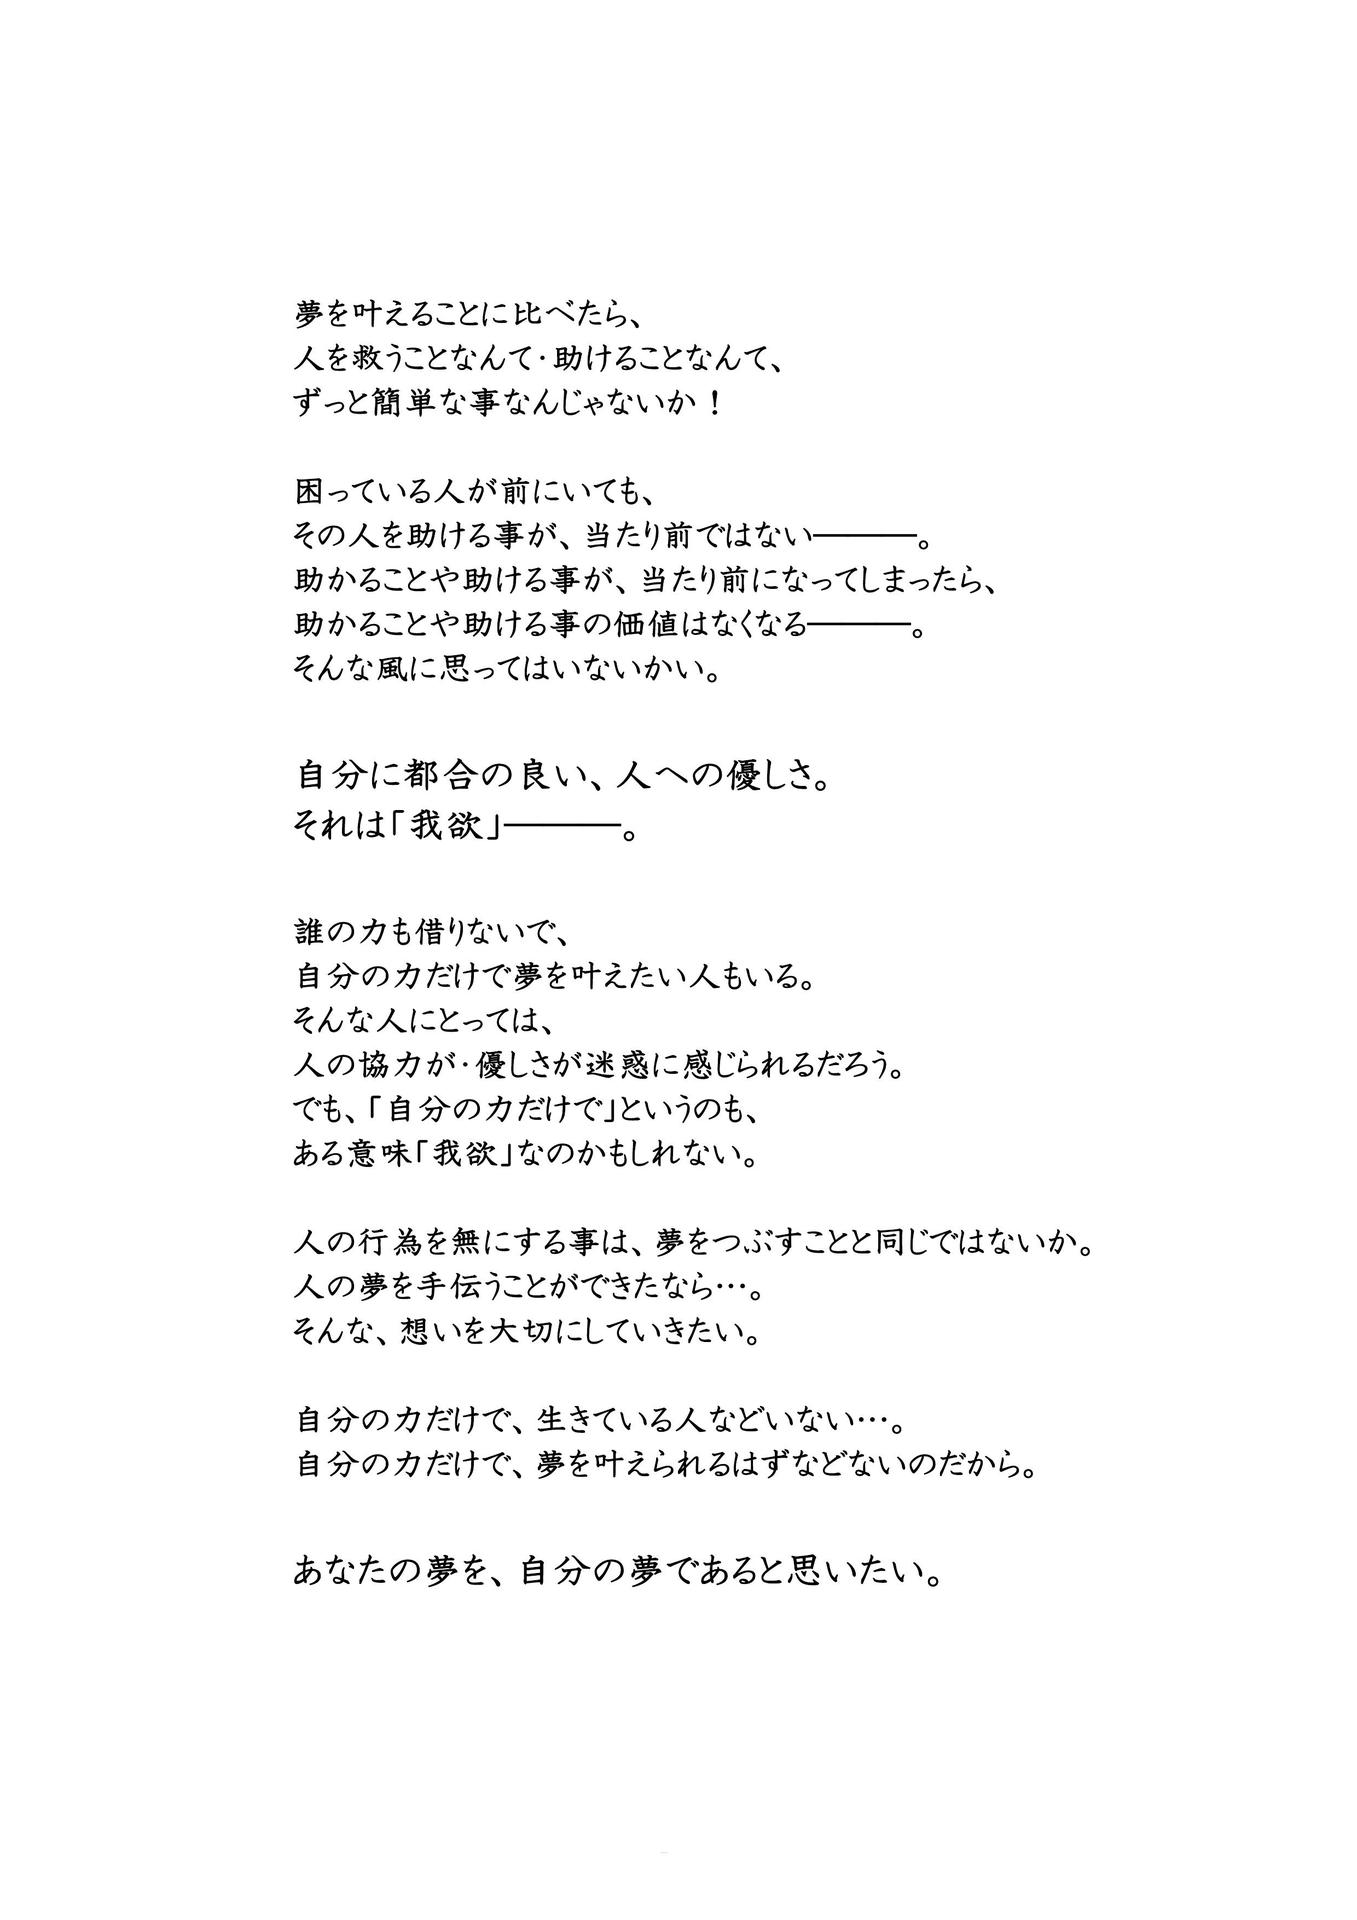 夢を叶えることに比べたら、
人を救うことなんて・助けることなんて、
ずっと簡単な事なんじゃないか！
困っている人が前にいても、
その人を助ける事が、当たり前ではない―――。
助かることや助ける事が、当たり前になってしまったら、
助かることや助ける事の価値はなくなる―――。
そんな風に思ってはいないかい。
自分に都合の良い、人への優しさ。
それは「我欲」―――。
誰の力も借りないで、
自分の力だけで夢を叶えたい人もいる。
そんな人にとっては、
人の協力が・優しさが迷惑に感じられるだろう。
でも、「自分の力だけで」というのも、
ある意味「我欲」なのかもしれない。
人の行為を無にする事は、夢をつぶすことと同じではないか。
人の夢を手伝うことができたなら…。
そんな、想いを大切にしていきたい。
自分の力だけで、生きている人などいない…。
自分の力だけで、夢を叶えられるはずなどないのだから。
あなたの夢を、自分の夢であると思いたい。